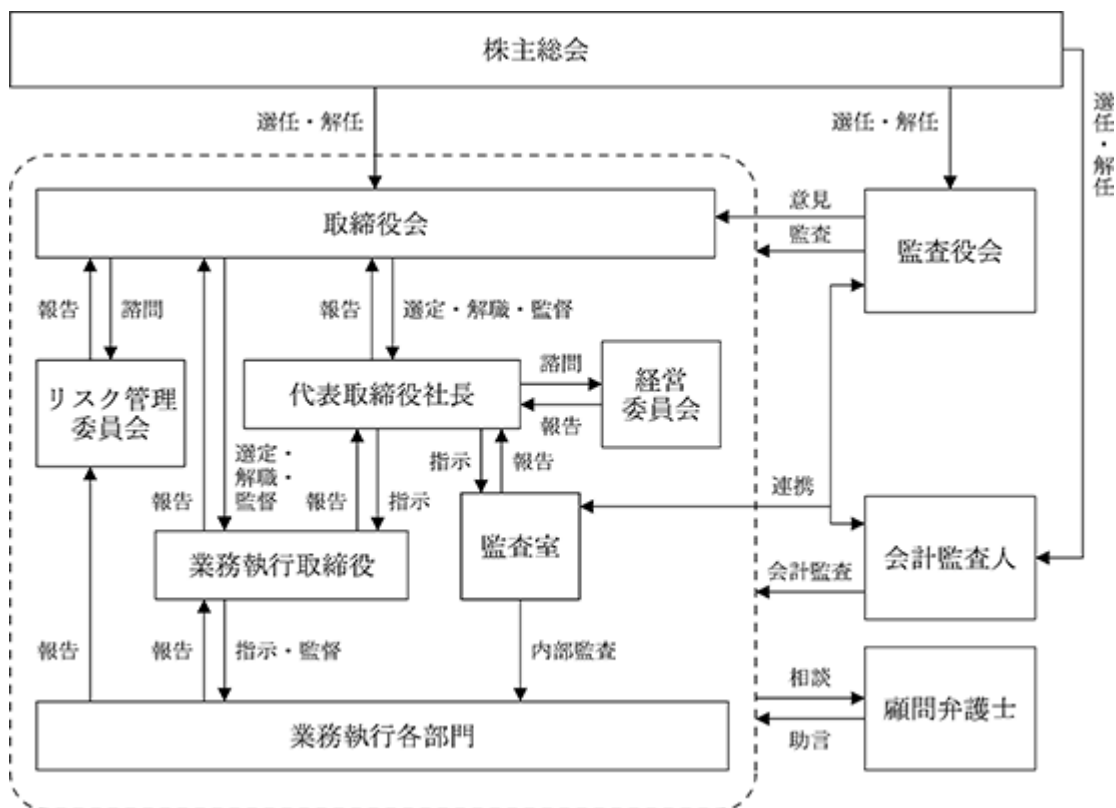 株主総会
選任・解任
選任・解任
選任・解任
取締役会
意見
監査
監査役会
報告
諮問
報告
選定・解職・監督
リスク管理
委員会
代表取締役社長
諮問
報告
経営
委員会
選定・
解職・
監督
報告
報告
指示
指示
報告
連携
業務執行取締役
監査室
会計監査人
会計監査
報告
報告
指示・監督
内部監査
相談
助言
顧問弁護士
業務執行各部門